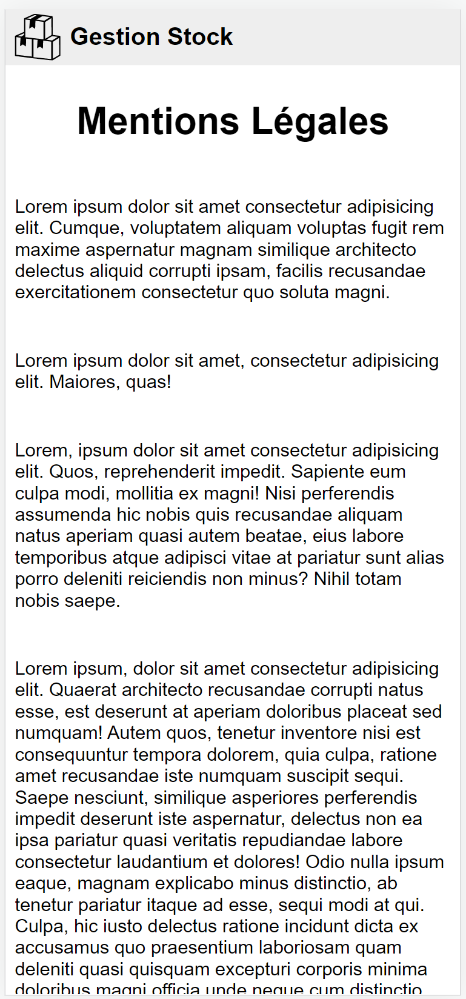 Gestion Stock
Mentions Légales
Lorem ipsum dolor sit amet consectetur adipisicing
elit. Cumque, voluptatem aliquam voluptas fugit rem
maxime aspernatur magnam similique architecto
delectus aliquid corrupti ipsam, facilis recusandae
exercitationem consectetur quo soluta magni.
Lorem ipsum dolor sit amet, consectetur adipisicing
elit. Maiores, quas!
Lorem, ipsum dolor sit amet consectetur adipisicing
elit. Quos, reprehenderit impedit. Sapiente eum
culpa modi, mollitia ex magni! Nisi perferendis
assumenda hic nobis quis recusandae aliquam
natus aperiam quasi autem beatae, eius labore
temporibus atque adipisci vitae at pariatur sunt alias
porro deleniti reiciendis non minus? Nihil totam
nobis saepe.
Lorem ipsum, dolor sit amet consectetur adipisicing
elit. Quaerat architecto recusandae corrupti natus
esse, est deserunt at aperiam doloribus placeat sed
numquam! Autem quos, tenetur inventore nisi est
consequuntur tempora dolorem, quia culpa, ratione
amet recusandae iste numquam suscipit sequi.
Saepe nesciunt, similique asperiores perferendis
impedit deserunt iste aspernatur, delectus non ea
ipsa pariatur quasi veritatis repudiandae labore
consectetur laudantium et dolores! Odio nulla ipsum
eaque, magnam explicabo minus distinctio, ab
tenetur pariatur itaque ad esse, sequi modi at qui.
Culpa, hic iusto delectus ratione incidunt dicta ex
accusamus quo praesentium laboriosam quam
deleniti quasi quisquam excepturi corporis minima
doloribus magni officia unde neque cum distinctio